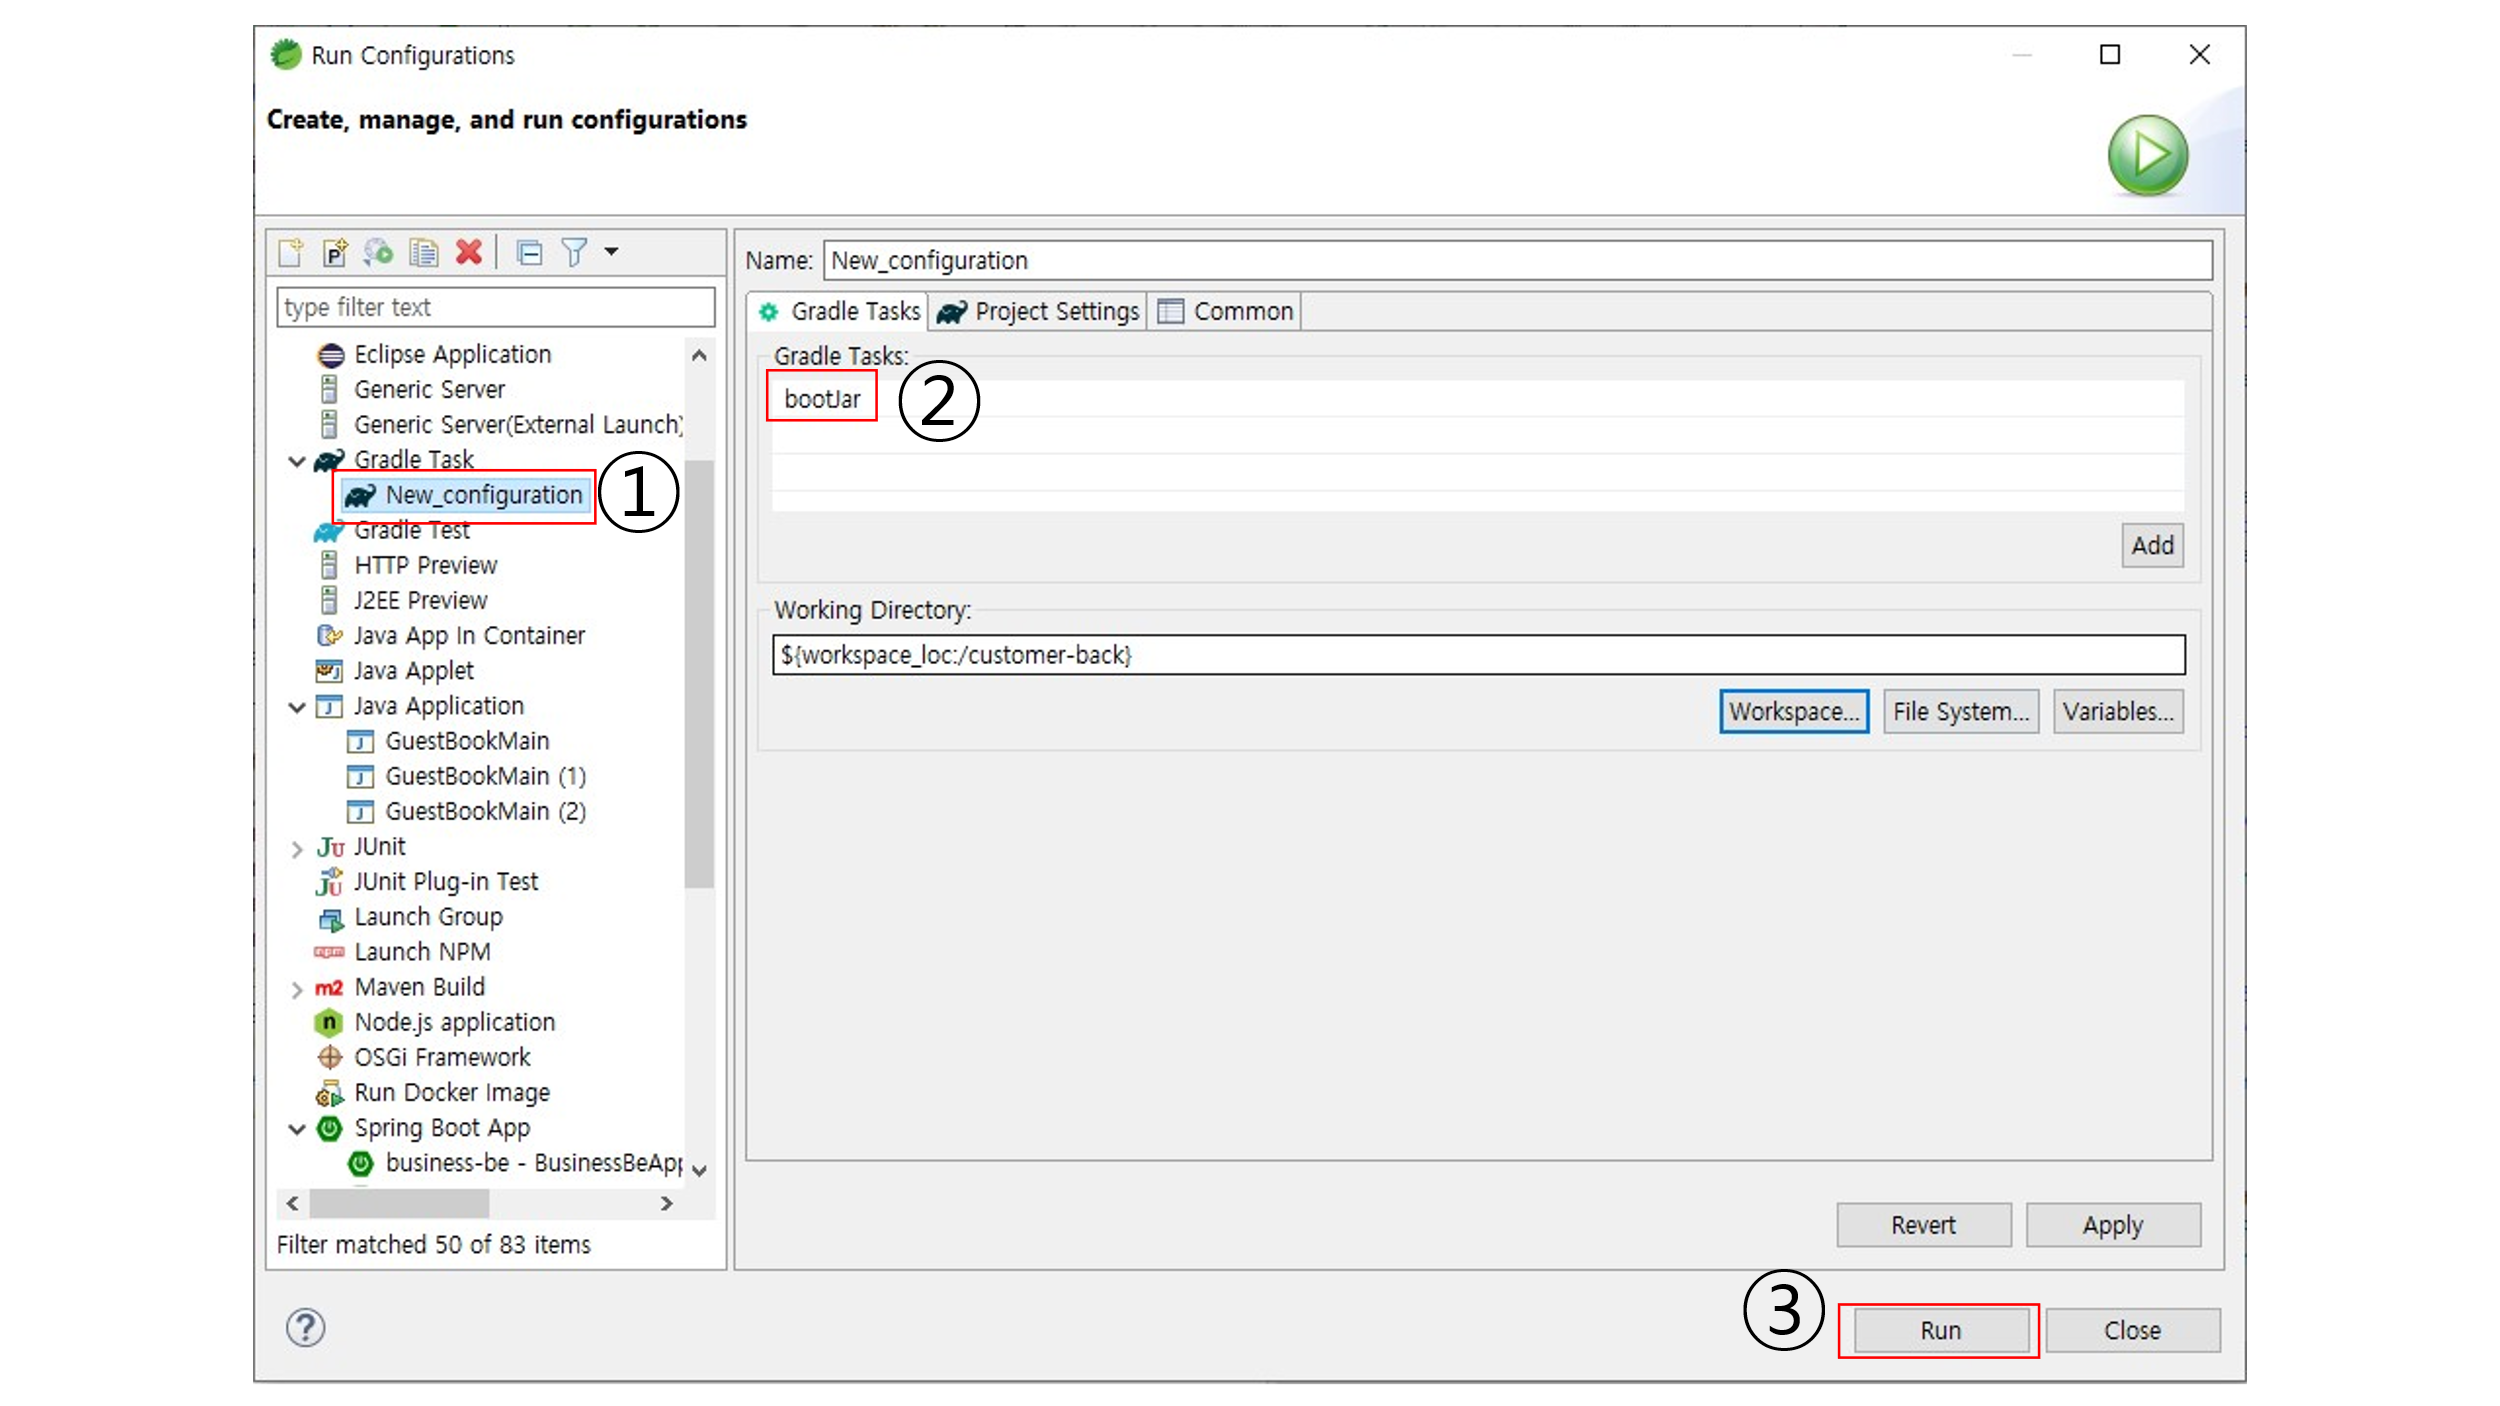 Run Configurations
Create, manage, and run configurations
type filter text
Eclipse Application
Generic Server
Generic Server(External Launch)
Gradle Task
New_configuration
①
Gradle Test
HTTP Preview
J2EE Preview
Java App In Container
Java Applet
Java Application
GuestBookMain
GuestBookMain (1)
GuestBookMain (2)
JUnit
JUnit Plug-in Test
Launch Group
Launch NPM
m2 Maven Build
Node.js application
OSGi Framework
Run Docker Image
Spring Boot App
business-be - BusinessBeApp
Filter matched 50 of 83 items
Name: New_configuration
Gradle Tasks Project Settings Common
Gradle Tasks:
bootJar ②
Add
Working Directory:
${workspace_loc:/customer-back}
Workspace... File System... Variables...
Revert Apply
③ Run Close